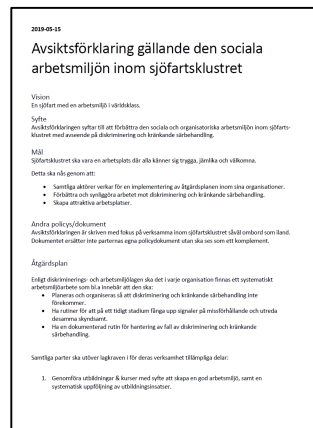 2019-05-15
Avsiktsförklaring gällande den sociala
arbetsmiljön inom sjöfartsklustret
Vision
En sjöfart med en arbetsmiljö i världsklass.
Syfte
Avsiktsförklaringen syftar till att förbättra den sociala och organisatoriska arbetsmiljön inom sjöfarts-
klustret med avseende på diskriminering och kränkande särbehandling.
Mål
Sjöfartsklustret ska vara en arbetsplats där alla känner sig trygga, jämlika och välkomna.
Detta ska nås genom att:
• Samtliga aktörer verkar för en implementering av åtgärdsplanen inom sina organisationer.
• Förbättra och synliggöra arbetet mot diskriminering och kränkande särbehandling.
• Skapa attraktiva arbetsplatser.
Andra policys/dokument
Avsiktsförklaringen är skriven med fokus på verksamma inom sjöfartsklustret såväl ombord som iland.
Dokumentet ersätter inte parternas egna policydokument utan ska ses som ett komplement.
Åtgärdsplan
Enligt diskriminerings- och arbetsmiljölagen ska det i varje organisation finnas ett systematiskt
arbetsmiljöarbete som bl.a innebär att den ska:
• Planeras och organiseras så att diskriminering och kränkande särbehandling inte
förekommer.
• Ha rutiner för att på ett tidigt stadium fånga upp signaler på missförhållande och utreda
desamma skyndsamt.
• Ha en dokumenterad rutin för hantering av fall av diskriminering och kränkande
särbehandling.
Samtliga parter ska utöver lagkraven i för deras verksamhet tillämpliga delar:
1. Genomföra utbildningar & kurser med syfte att skapa en god arbetsmiljö, samt en
systematisk uppföljning av utbildningsinsatser.